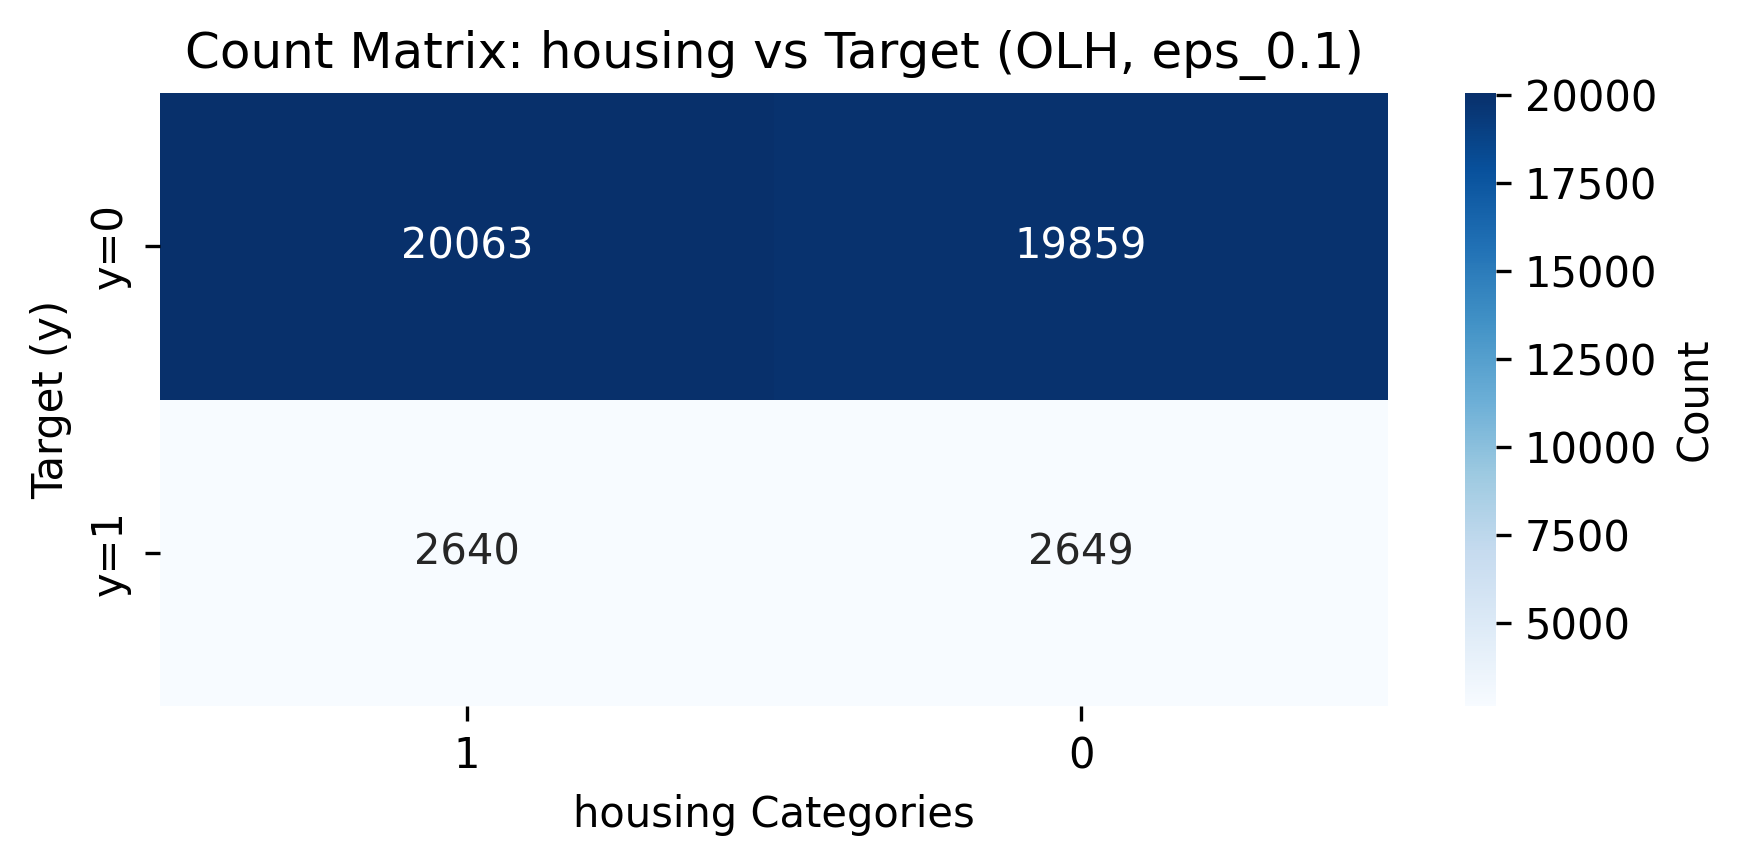 Count Matrix: housing vs Target (OLH, eps_0.1)
Target (y)
y=0
y=1
20063 19859
2640 2649
1 0
housing Categories
20000
17500
15000
12500
10000
7500
5000
Count